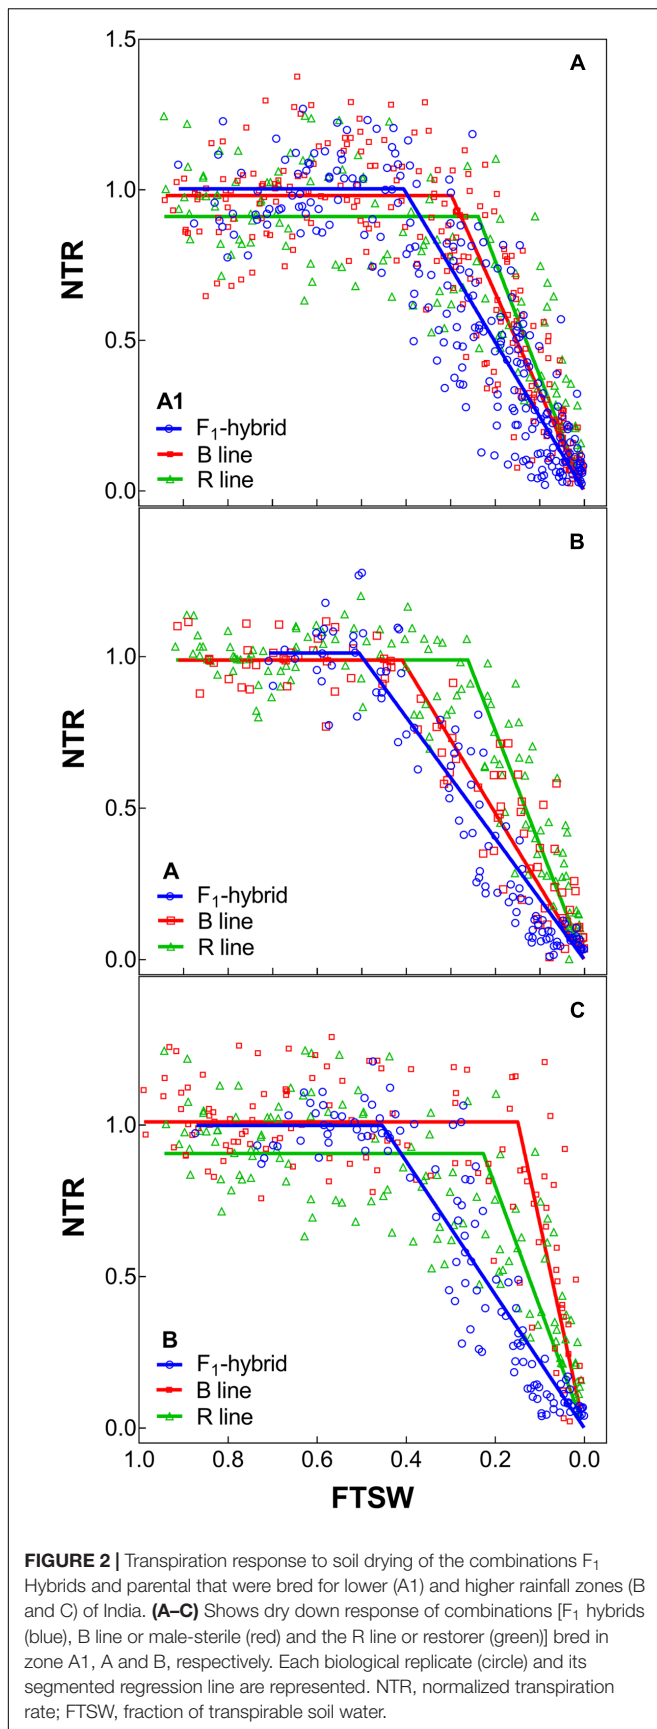 1.5
A
1.0
NTR
0.5
A1
F1-hybrid
B line
R line
0.0
B
1.0
NTR
0.5
A
F1-hybrid
B line
R line
0.0
C
1.0
NTR
0.5
B
F1-hybrid
B line
R line
0.0
1.0 0.8 0.6 0.4 0.2 0.0
FTSW
FIGURE 2 | Transpiration response to soil drying of the combinations F1
Hybrids and parental that were bred for lower (A1) and higher rainfall zones (B
and C) of India. (A–C) Shows dry down response of combinations [F1 hybrids
(blue), B line or male-sterile (red) and the R line or restorer (green)] bred in
zone A1, A and B, respectively. Each biological replicate (circle) and its
segmented regression line are represented. NTR, normalized transpiration
rate; FTSW, fraction of transpirable soil water.